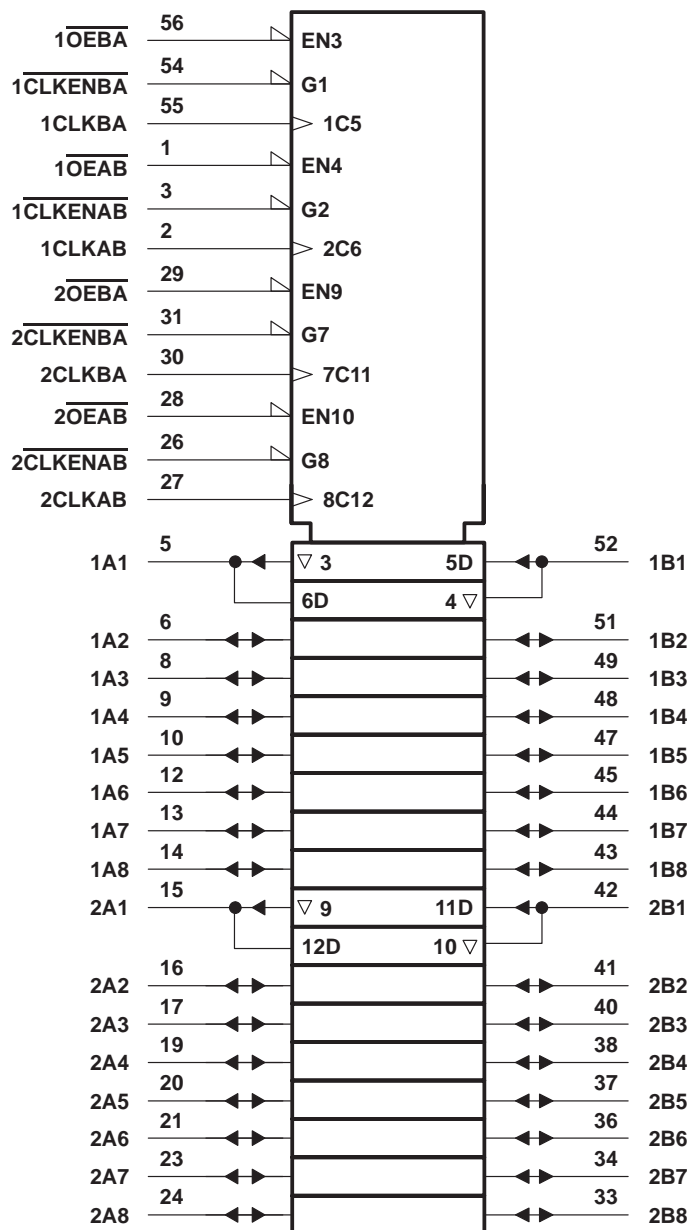 1OEBA 56 EN3
1CLKENBA 54 G1
1CLKBA 55 1C5
1OEAB 1 EN4
1CLKENAB 3 G2
1CLKAB 2 2C6
2OEBA 29 EN9
2CLKENBA 31 G7
2CLKBA 30 7C11
2OEAB 28 EN10
2CLKENAB 26 G8
2CLKAB 27 8C12
1A1 5 ▽ 3 5D 52 1B1
6D 4 ▽
1A2 6 51 1B2
1A3 8 49 1B3
1A4 9 48 1B4
1A5 10 47 1B5
1A6 12 45 1B6
1A7 13 44 1B7
1A8 14 43 1B8
2A1 15 ▽ 9 11D 42 2B1
12D 10 ▽
2A2 16 41 2B2
2A3 17 40 2B3
2A4 19 38 2B4
2A5 20 37 2B5
2A6 21 36 2B6
2A7 23 34 2B7
2A8 24 33 2B8